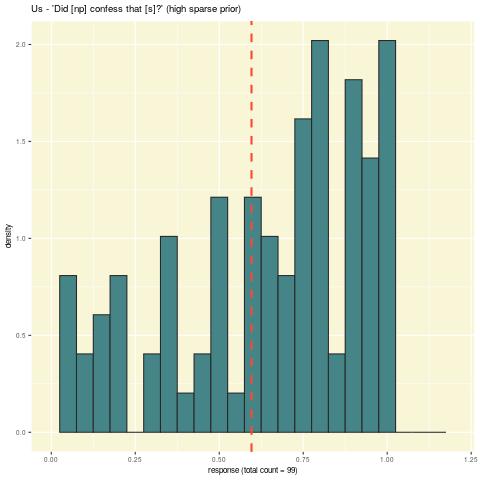 Us - 'Did [np] confess that [s]?' (high sparse prior)
2.0
1.5
1.0
0.5
0.0
density
0.00 0.25 0.50 0.75 1.00 1.25
response (total count = 99)